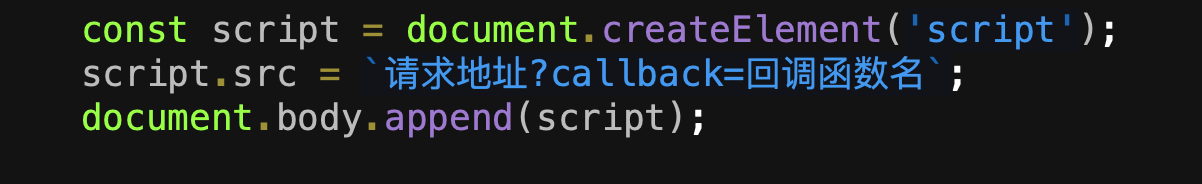 const script = document.createElement('script');
script.src = `请求地址?callback=回调函数名`;
document.body.append(script);